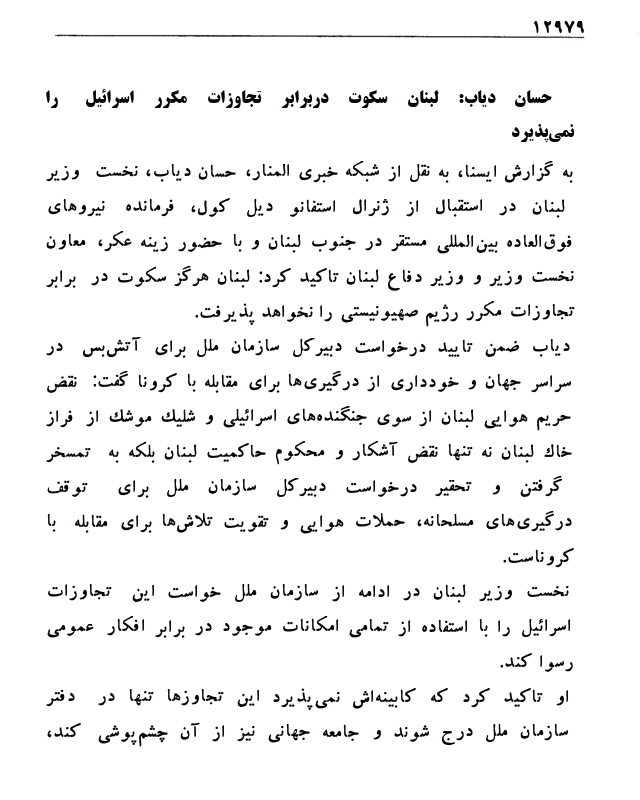 ۱۲۹۷۹
حسان دیاب: لبنان سکوت دربرابر تجاوزات مکرر اسرائیل را
نمی‌پذیرد
به گزارش ایسنا، به نقل از شبکه خبری المنار، حسان دیاب، نخست وزیر
لبنان در استقبال از ژنرال استفانو دیل کول، فرمانده نیروهای
فوق‌العاده بین‌المللی مستقر در جنوب لبنان و با حضور زینه عکر، معاون
نخست وزیر و وزیر دفاع لبنان تاکید کرد: لبنان هرگز سکوت در برابر
تجاوزات مکرر رژیم صهیونیستی را نخواهد پذیرفت.
دیاب ضمن تایید درخواست دبیرکل سازمان ملل برای آتش‌بس در
سراسر جهان و خودداری از درگیری‌ها برای مقابله با کرونا گفت: نقض
حریم هوایی لبنان از سوی جنگنده‌های اسرائیلی و شلیك موشك از فراز
خاك لبنان نه تنها نقض آشکار و محکوم حاکمیت لبنان بلکه به تمسخر
گرفتن و تحقیر درخواست دبیرکل سازمان ملل برای توقف
درگیری‌های مسلحانه، حملات هوایی و تقویت تلاش‌ها برای مقابله با
کروناست.
نخست وزیر لبنان در ادامه از سازمان ملل خواست این تجاوزات
اسرائیل را با استفاده از تمامی امکانات موجود در برابر افکار عمومی
رسوا کند.
او تاکید کرد که کابینه‌اش نمی‌پذیرد این تجاوزها تنها در دفتر
سازمان ملل درج شوند و جامعه جهانی نیز از آن چشم‌پوشی کند،